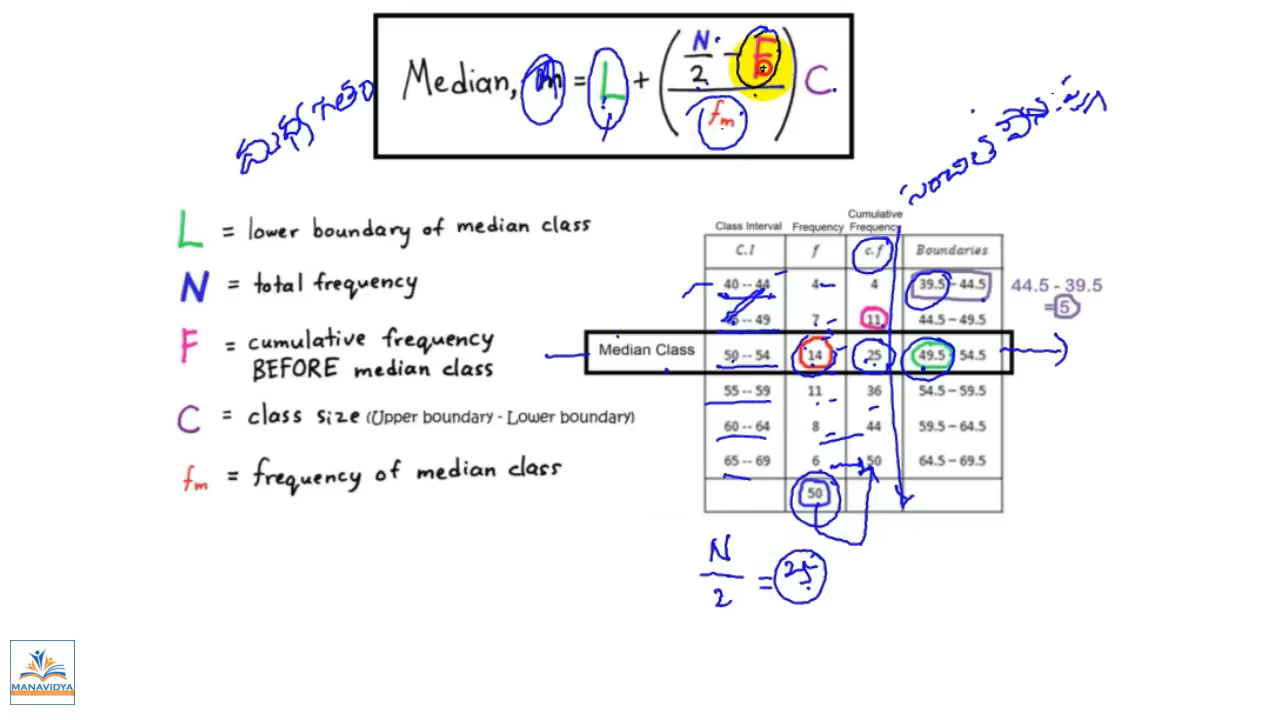 Median, m = L + ( N/2 - F / fm ) C
L = lower boundary of median class
N = total frequency
F = cumulative frequency
BEFORE median class
C = class size (Upper boundary - Lower boundary)
fm = frequency of median class
Class Interval Frequency Cumulative Frequency
C.I f c.f Boundaries
40 -- 44 4 4 39.5 – 44.5 44.5 - 39.5
= 5
-- 49 7 11 44.5 – 49.5
Median Class 50 -- 54 14 25 49.5 - 54.5
55 -- 59 11 36 54.5 – 59.5
60 -- 64 8 44 59.5 – 64.5
65 -- 69 6 50 64.5 – 69.5
50
N/2 = 25
MANAVIDYA